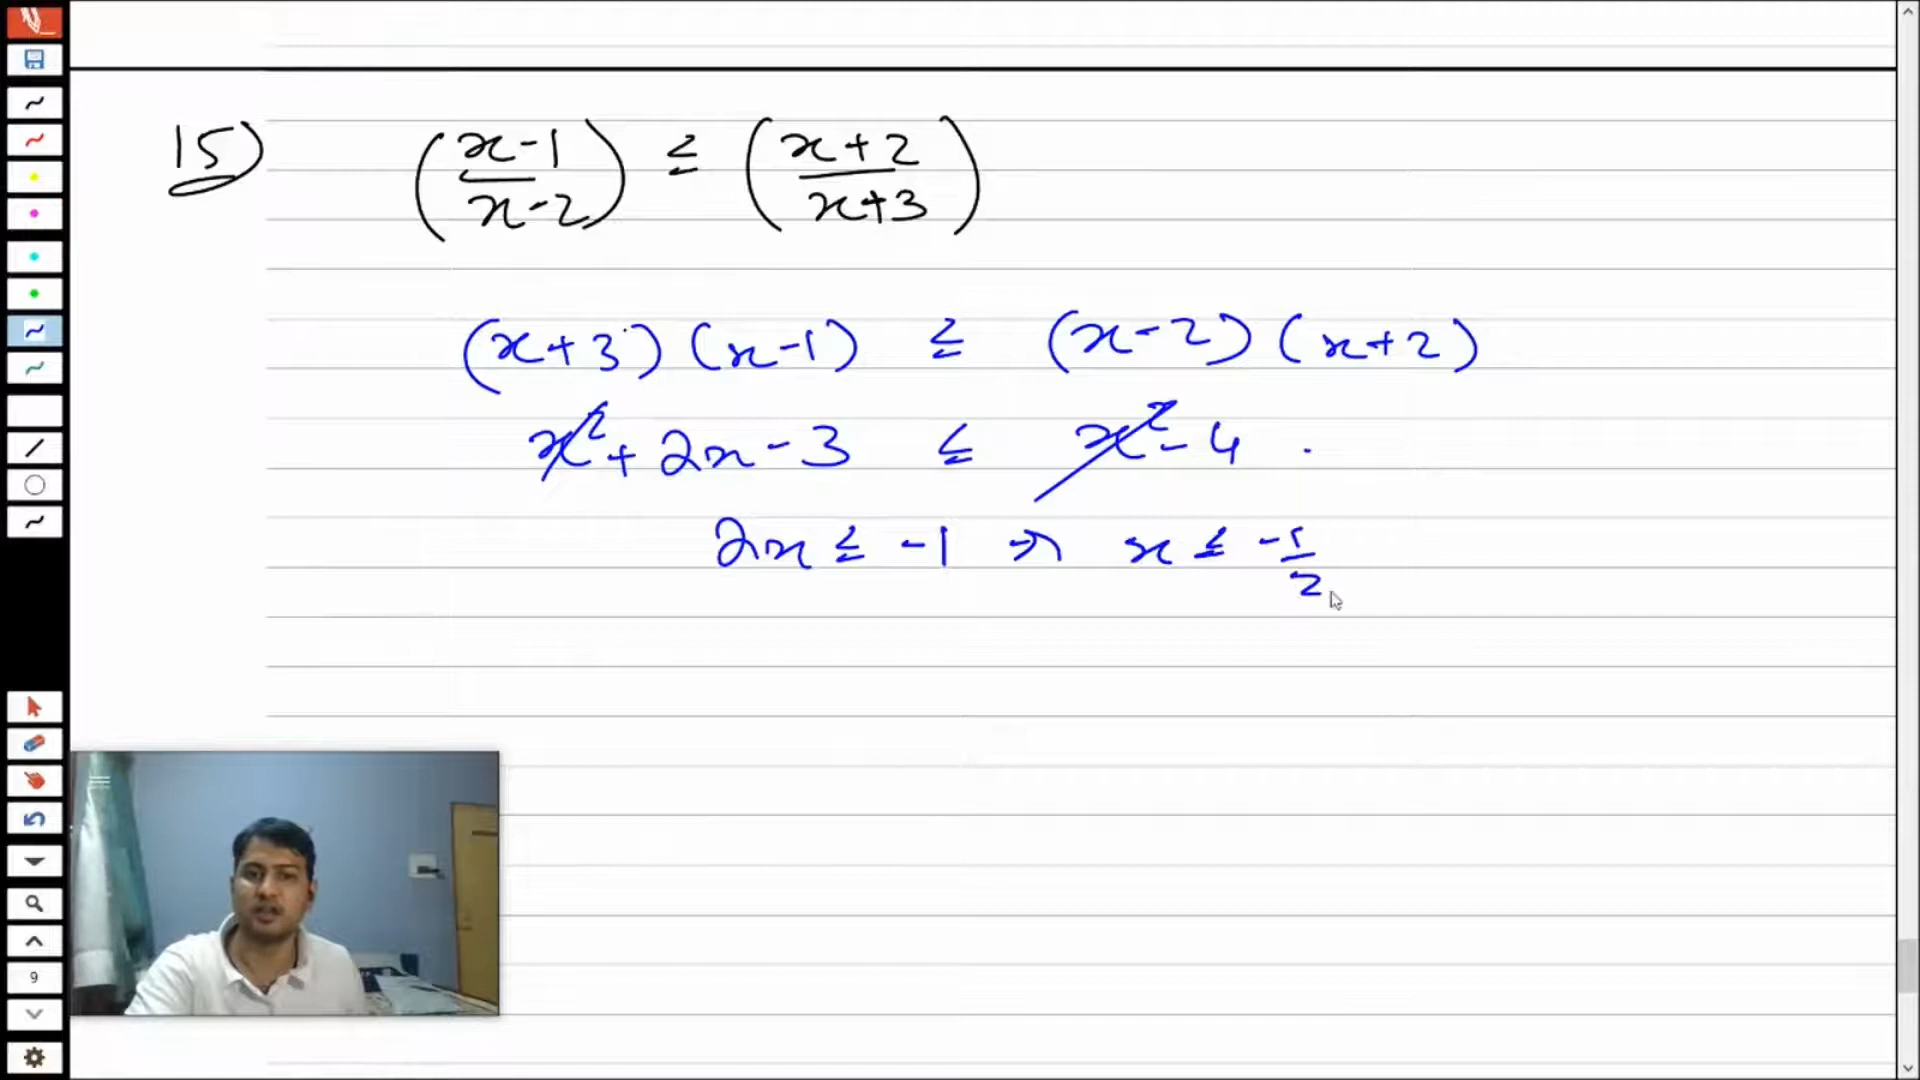 15) (x-1/x-2) ≤ (x+2/x+3)
(x+3)(x-1) ≤ (x-2)(x+2)
x²+2x-3 ≤ x²-4.
2x ≤ -1 ⇒ x ≤ -1/2
9